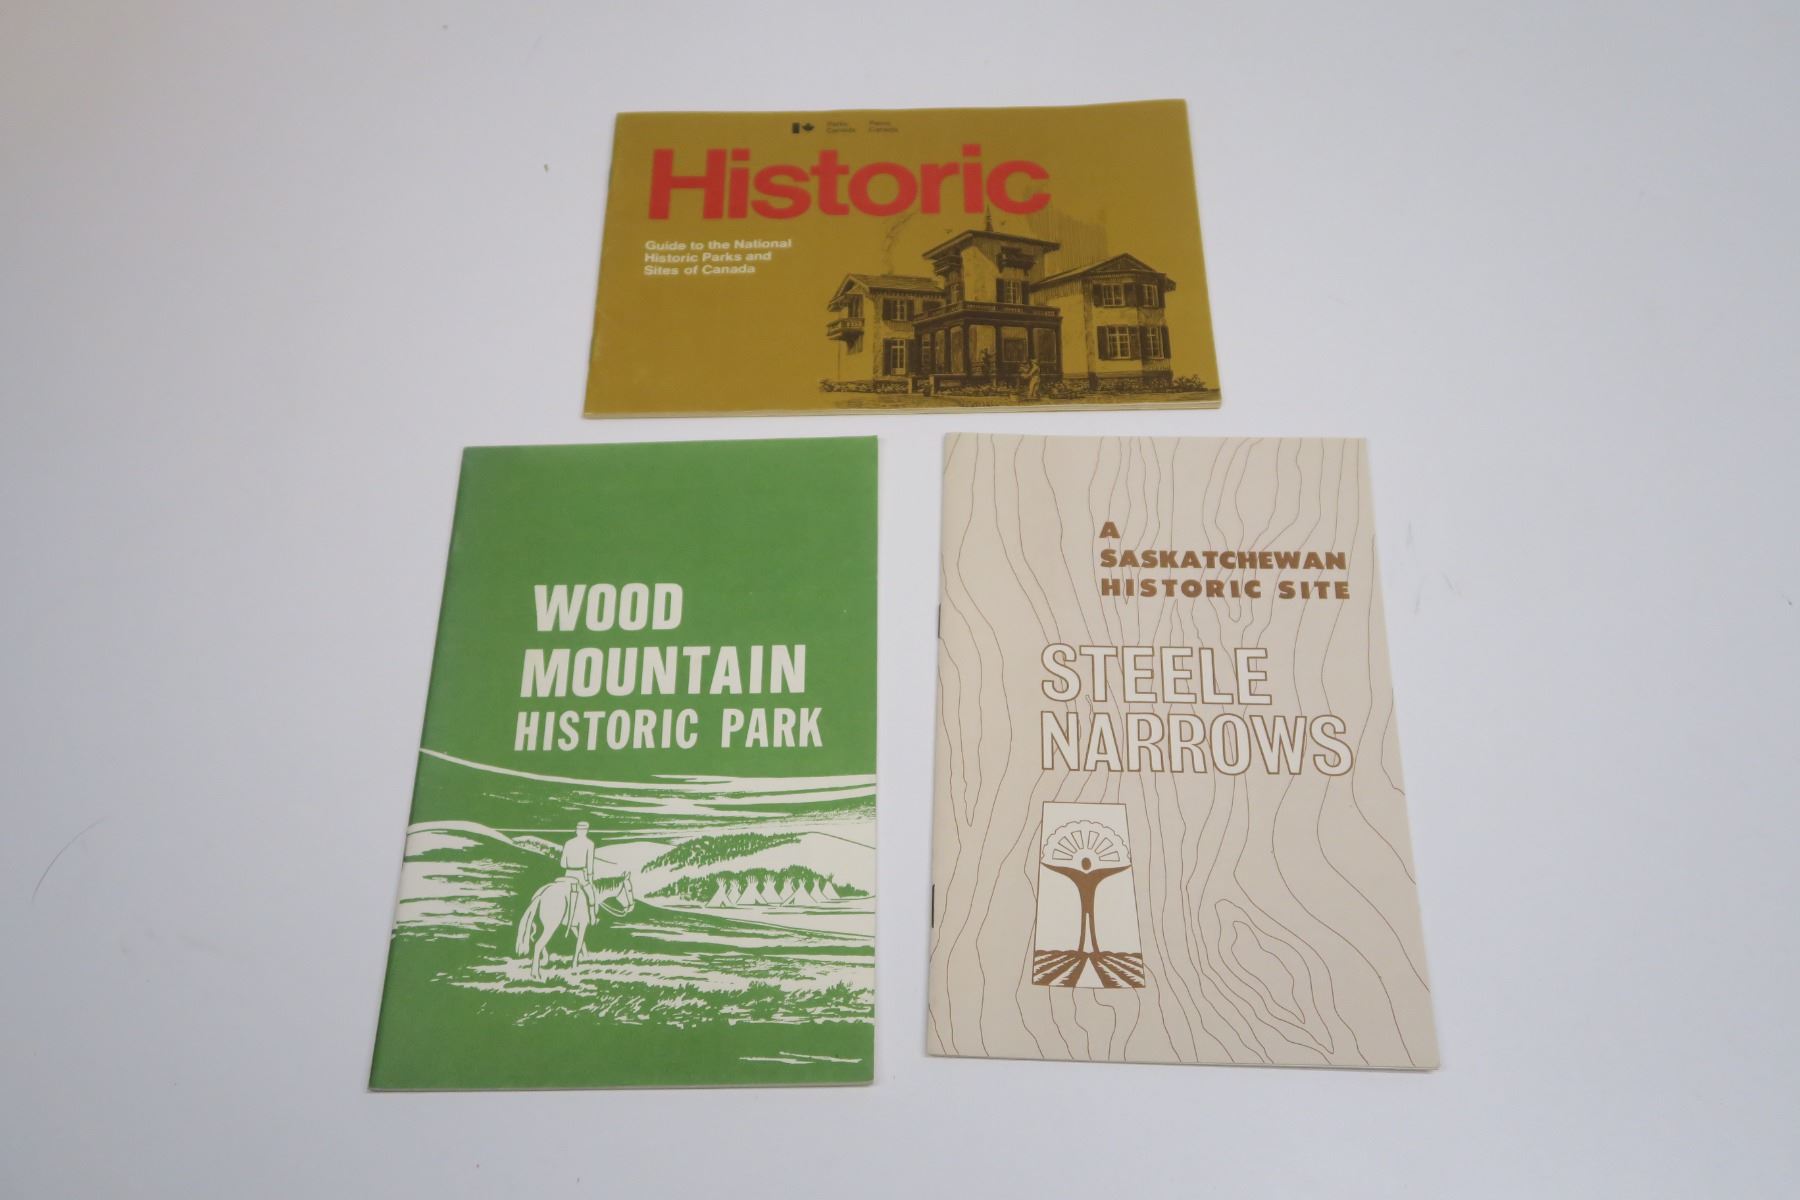 Parks Canada Parcs Canada
Historic
Guide to the National
Historic Parks and
Sites of Canada
WOOD
MOUNTAIN
HISTORIC PARK
A
SASKATCHEWAN
HISTORIC SITE
STEELE
NARROWS